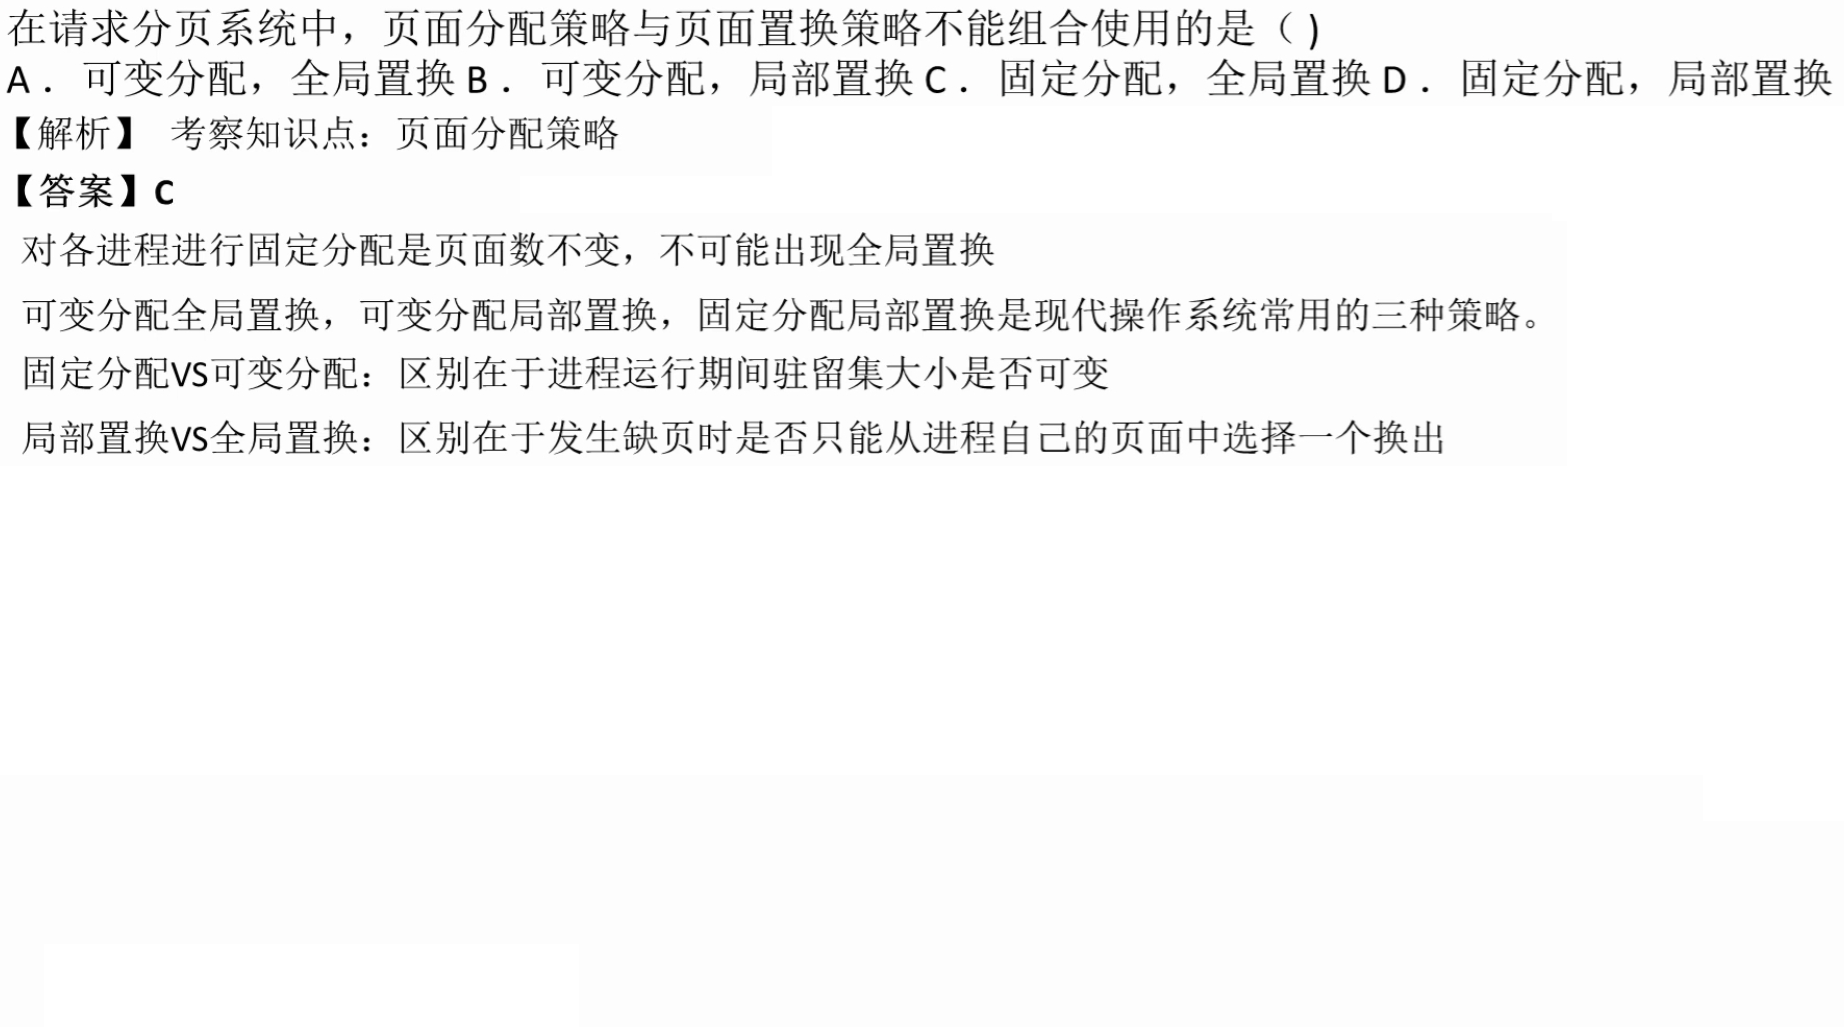 在请求分页系统中，页面分配策略与页面置换策略不能组合使用的是（ )
A． 可变分配，全局置换 B． 可变分配，局部置换 C． 固定分配，全局置换 D． 固定分配，局部置换
【解析】 考察知识点：页面分配策略
【答案】C
对各进程进行固定分配是页面数不变，不可能出现全局置换
可变分配全局置换，可变分配局部置换，固定分配局部置换是现代操作系统常用的三种策略。
固定分配VS可变分配：区别在于进程运行期间驻留集大小是否可变
局部置换VS全局置换：区别在于发生缺页时是否只能从进程自己的页面中选择一个换出